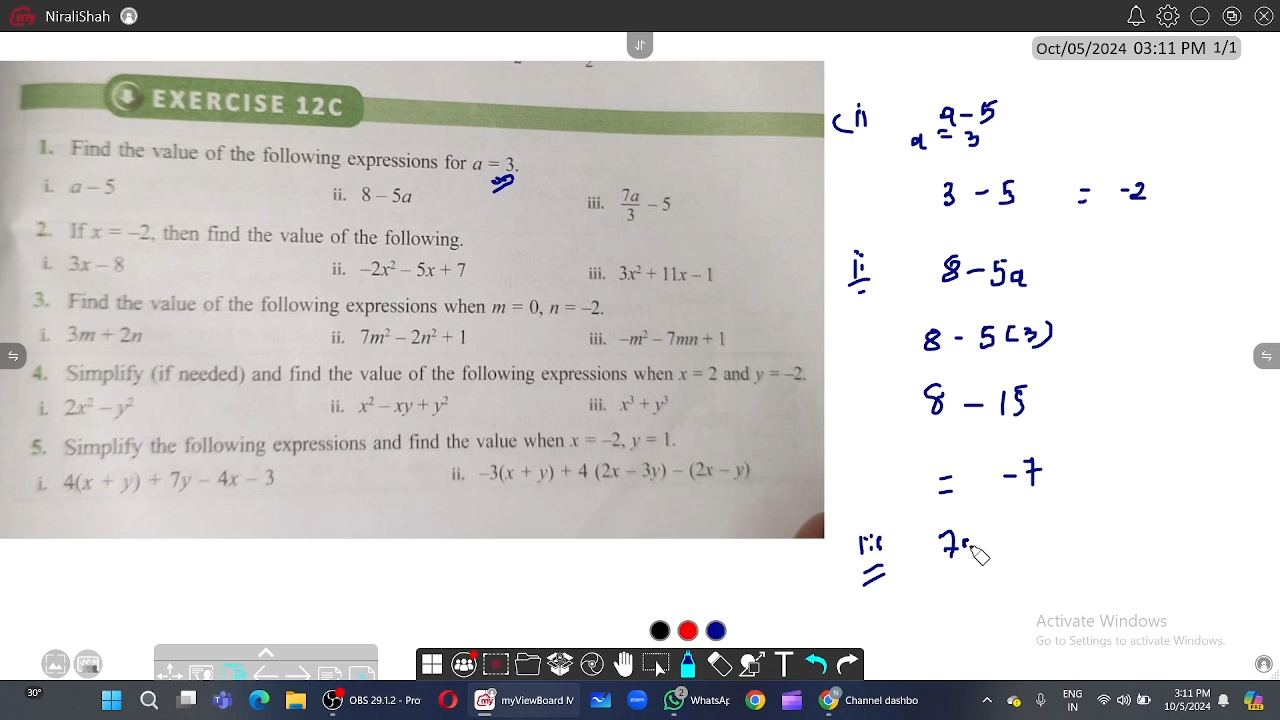 NiraliShah
Oct/05/2024 03:11 PM 1/1
EXERCISE 12C
1. Find the value of the following expressions for a = 3.
i. a – 5 ii. 8 – 5a iii. 7a/3 – 5
2. If x = –2, then find the value of the following.
i. 3x – 8 ii. –2x² – 5x + 7 iii. 3x² + 11x – 1
3. Find the value of the following expressions when m = 0, n = –2.
i. 3m + 2n ii. 7m² – 2n² + 1 iii. –m² – 7mn + 1
4. Simplify (if needed) and find the value of the following expressions when x = 2 and y = –2.
i. 2x² – y² ii. x² – xy + y² iii. x³ + y³
5. Simplify the following expressions and find the value when x = –2, y = 1.
i. 4(x + y) + 7y – 4x – 3 ii. –3(x + y) + 4 (2x – 3y) – (2x – y)
(i) a – 5
a = 3
3 – 5 = -2
ii 8 – 5a
8 - 5(3)
8 – 15
= -7
iii 7
Activate Windows
Go to Settings to activate Windows.
30° OBS 29.1.2 - Pro myViewBoard W WhatsAp Channel dashbo ENG IN 3:11 PM 10/5/2024